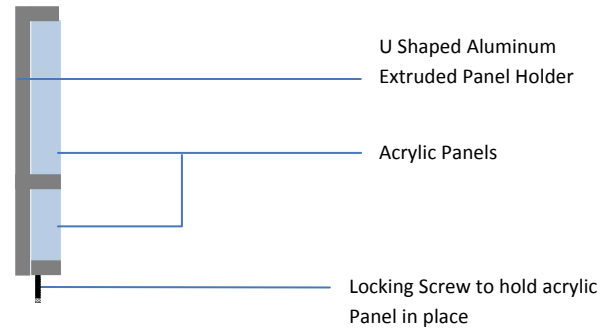 U Shaped Aluminum
Extruded Panel Holder
Acrylic Panels
Locking Screw to hold acrylic
Panel in place